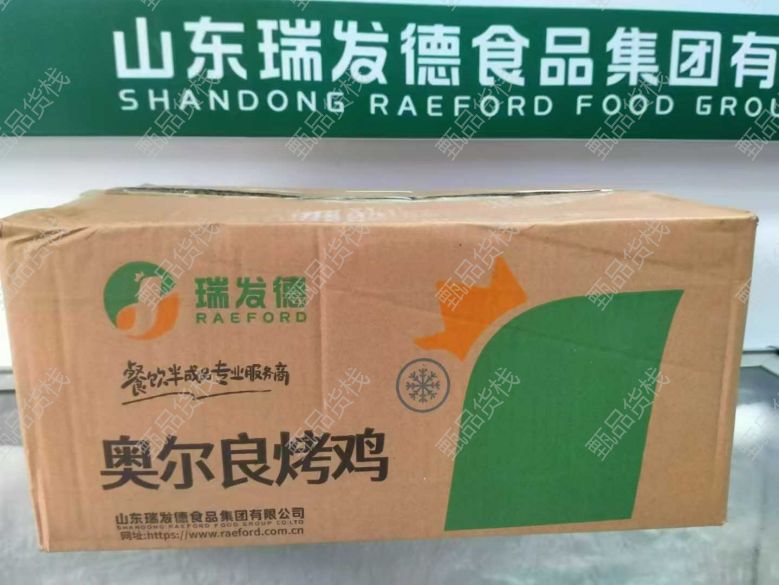 山东瑞发德食品集团有
SHANDONG RAEFORD FOOD GROU
瑞发德
RAEFORD
餐饮半成品专业服务商
奥尔良烤鸡
山东瑞发德食品集团有限公司
SHANDONG RAEFORD FOOD GROUP CO.LTD
网址:https://www.raeford.com.cn
甄品货栈